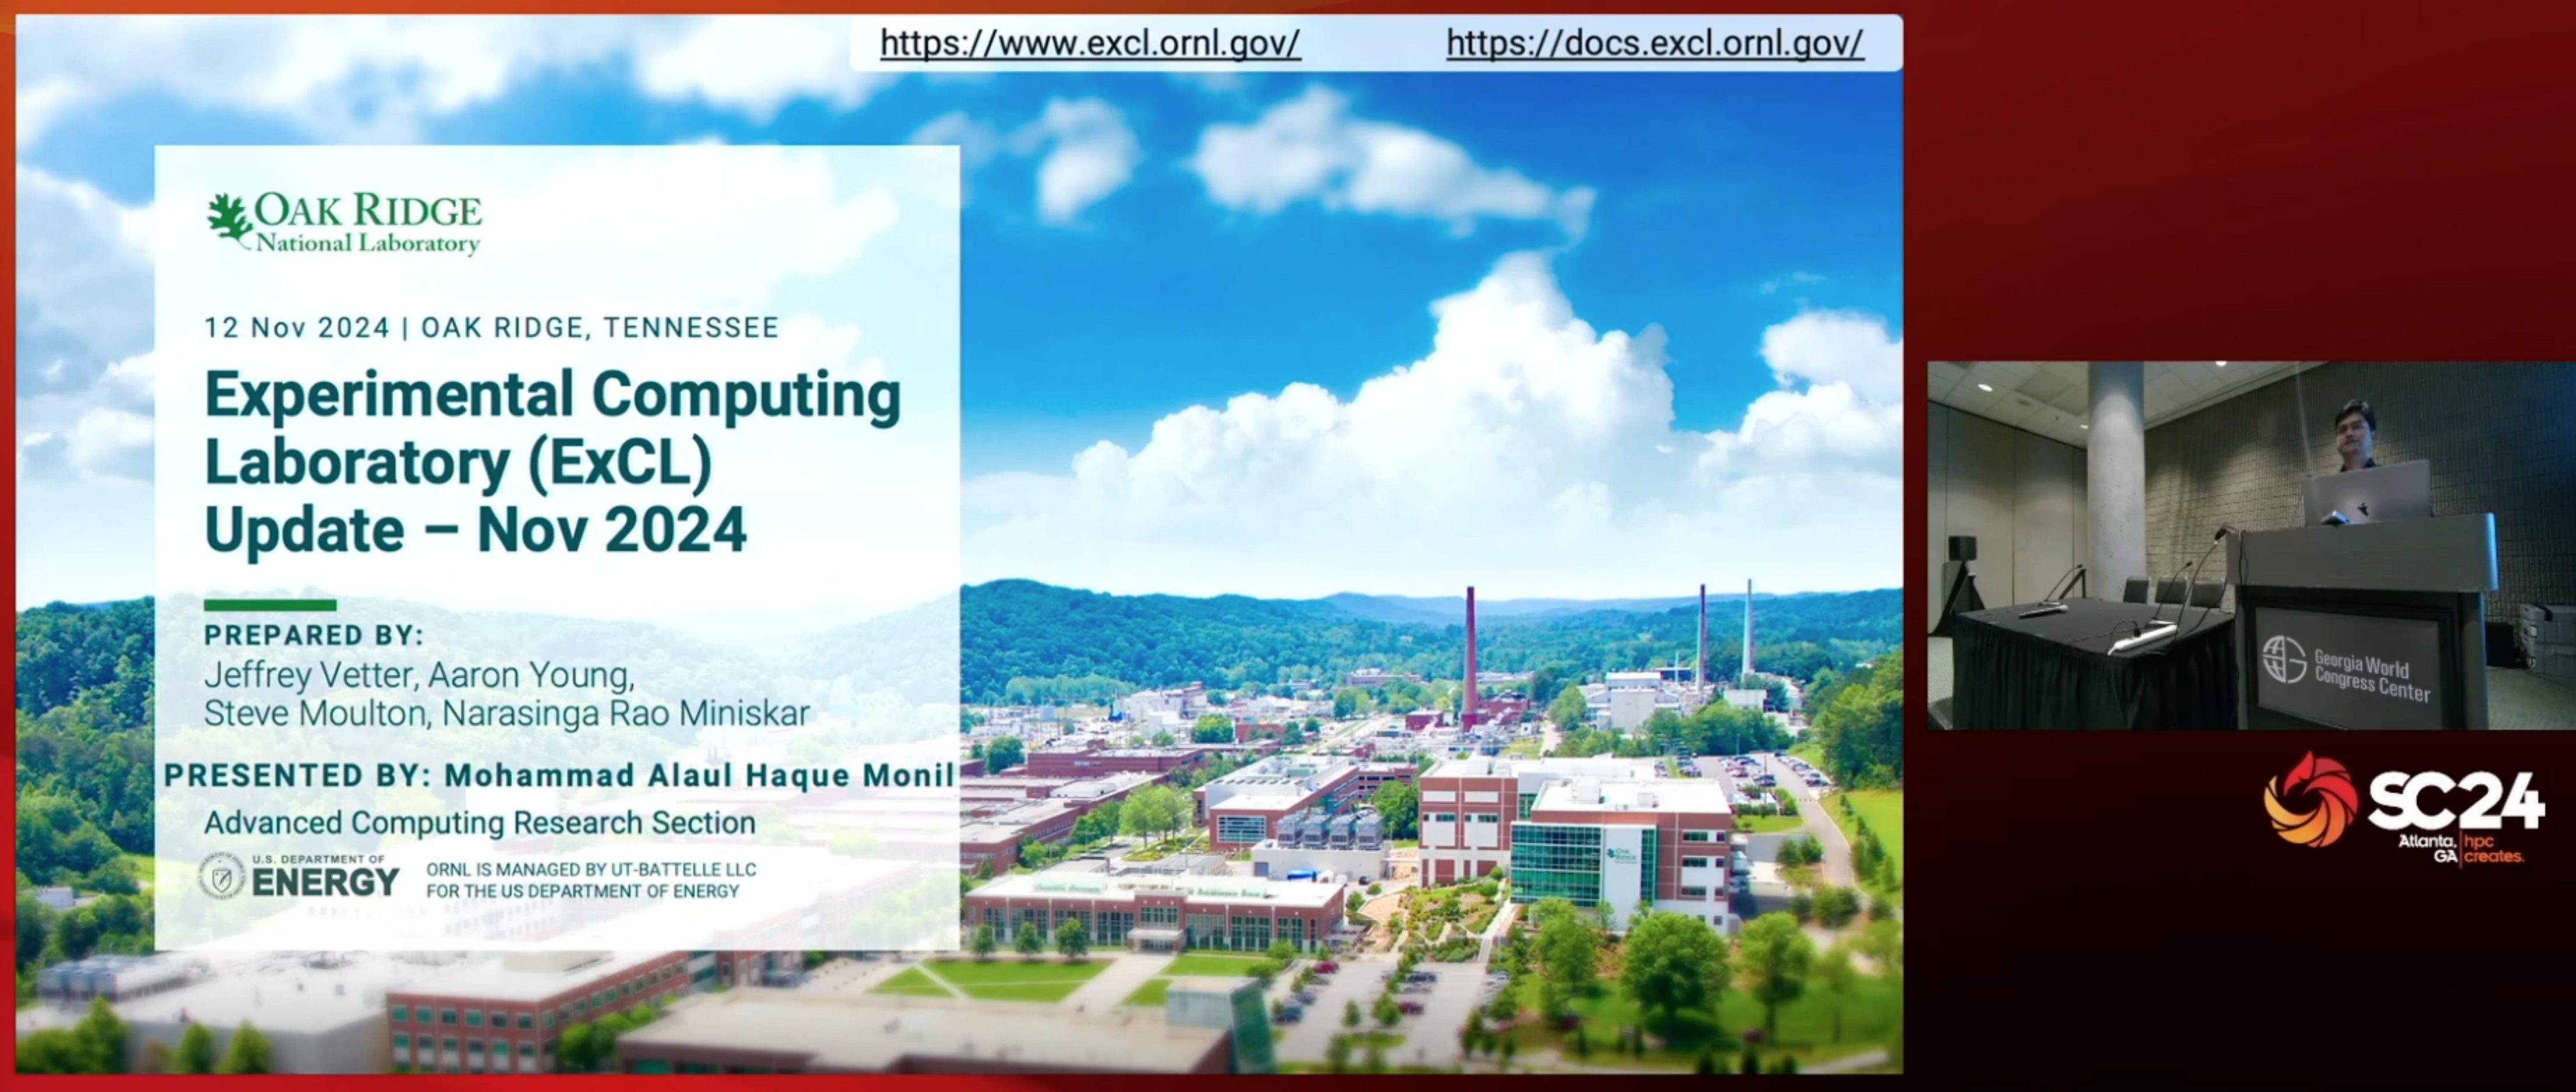 https://www.excl.ornl.gov/ https://docs.excl.ornl.gov/
OAK RIDGE
National Laboratory
12 Nov 2024 | OAK RIDGE, TENNESSEE
Experimental Computing
Laboratory (ExCL)
Update – Nov 2024
PREPARED BY:
Jeffrey Vetter, Aaron Young,
Steve Moulton, Narasinga Rao Miniskar
PRESENTED BY: Mohammad Alaul Haque Monil
Advanced Computing Research Section
U.S. DEPARTMENT OF
ENERGY
ORNL IS MANAGED BY UT-BATTELLE LLC
FOR THE US DEPARTMENT OF ENERGY
Georgia World
Congress Center
SC24
Atlanta, GA
hpc creates.